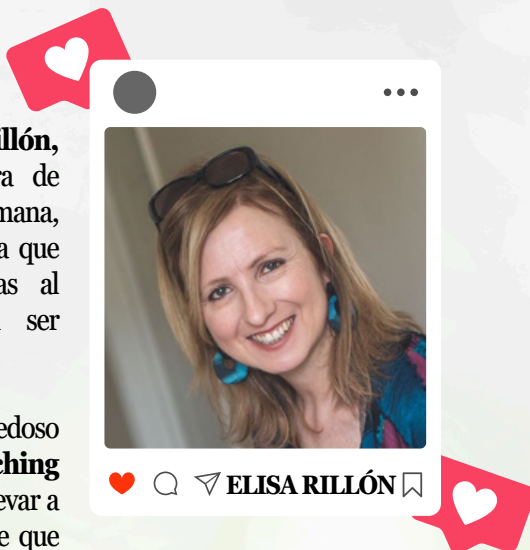 illón,
ra de
mana,
a que
as al
ser
edoso
ching
evar a
e que
ELISA RILLÓN